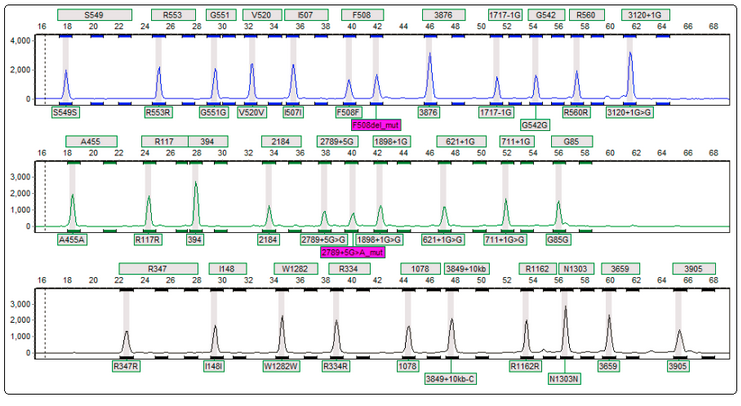 S549 R553 G551 V520 I507 F508 3876 1717-1G G542 R560 3120+1G
16 18 20 22 24 26 28 30 32 34 36 38 40 42 44 46 48 50 52 54 56 58 60 62 64 66 68
4,000
2,000
0
S549S R553R G551G V520V I507I F508F 3876 1717-1G R560R 3120+1G>G
F508del_mut G542G
A455 R117 394 2184 2789+5G 1898+1G 621+1G 711+1G G85
16 18 20 22 24 26 28 30 32 34 36 38 40 42 44 46 48 50 52 54 56 58 60 62 64 66 68
3,000
2,000
1,000
0
A455A R117R 394 2184 2789+5G>G 1898+1G>G 621+1G>G 711+1G>G G85G
2789+5G>A_mut
R347 I148 W1282 R334 1078 3849+10kb R1162 N1303 3659 3905
16 18 20 22 24 26 28 30 32 34 36 38 40 42 44 46 48 50 52 54 56 58 60 62 64 66 68
3,000
2,000
1,000
0
R347R I148I W1282W R334R 1078 R1162R 3659 3905
3849+10kb-C N1303N